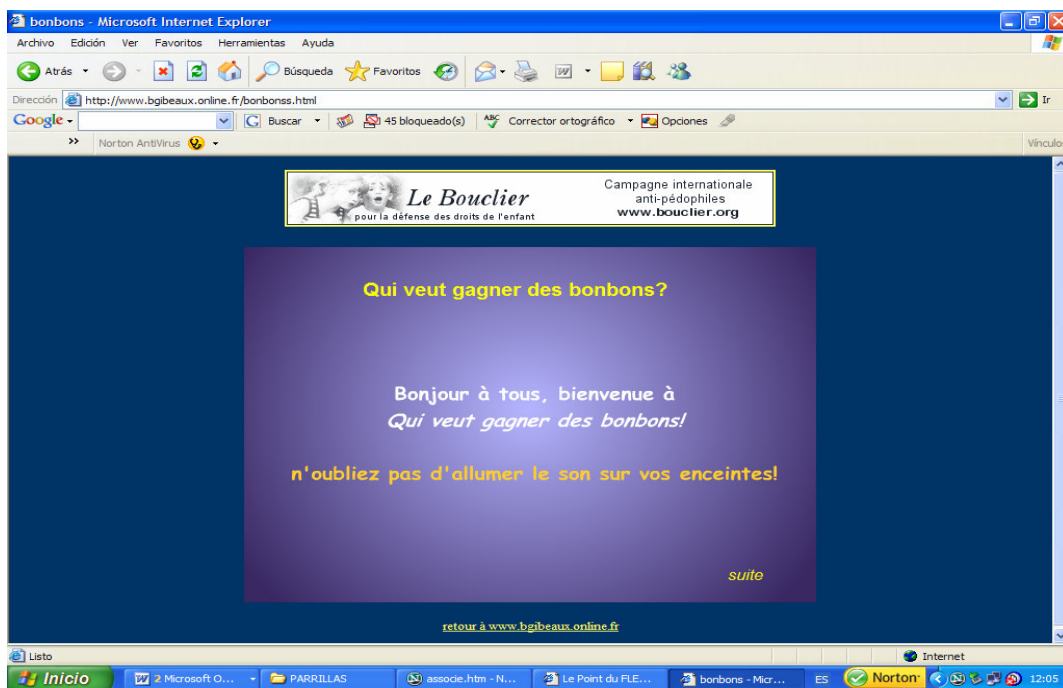 bonbons - Microsoft Internet Explorer
Archivo Edición Ver Favoritos Herramientas Ayuda
Atrás Búsqueda Favoritos
Dirección http://www.bgibeaux.online.fr/bonbonss.html Ir
Google Buscar 45 bloqueado(s) ABC Corrector ortográfico Opciones
Norton AntiVirus Vínculos
Le Bouclier
pour la défense des droits de l'enfant
Campagne internationale
anti-pédophiles
www.bouclier.org
Qui veut gagner des bonbons?
Bonjour à tous, bienvenue à
Qui veut gagner des bonbons!
n'oubliez pas d'allumer le son sur vos enceintes!
suite
retour à www.bgibeaux.online.fr
Listo Internet
Inicio 2 Microsoft O... PARRILLAS associe.htm - N... Le Point du FLE... bonbons - Micr... ES Norton 12:05